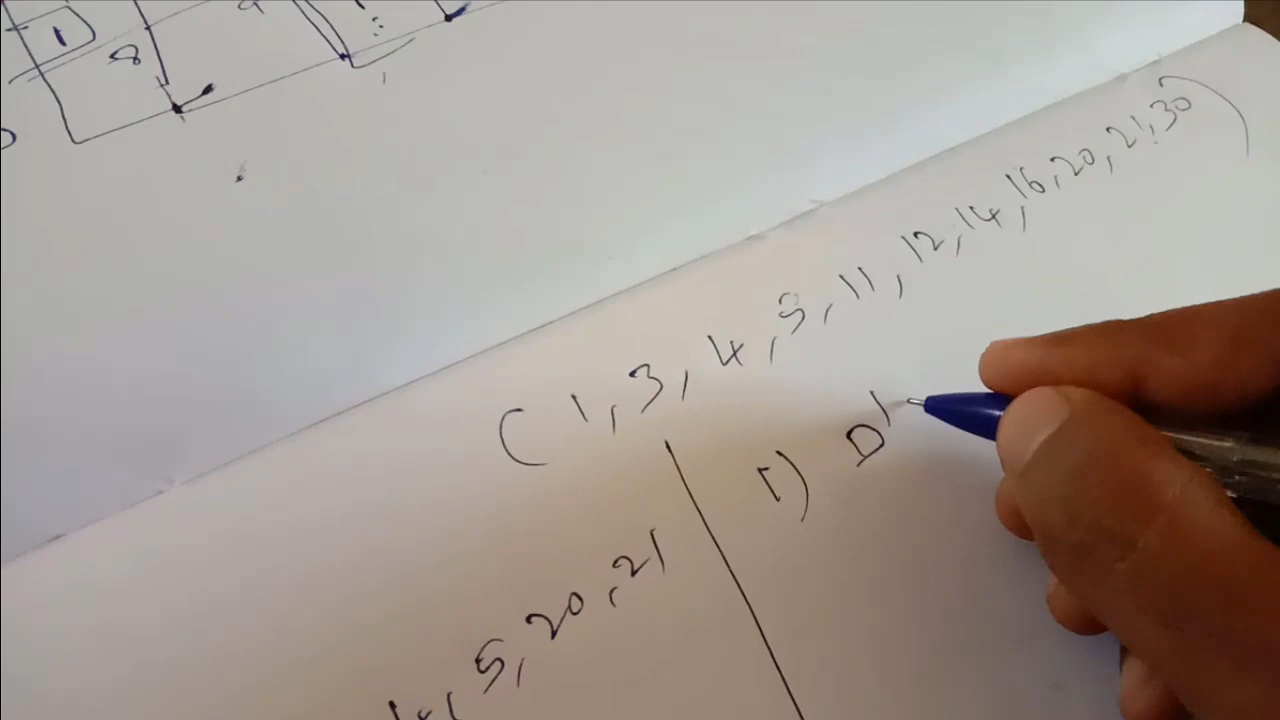 1
8
(1, 3, 4, 9, 11, 12, 14, 16, 20, 21, 30)
1) D'
5, 20, 21